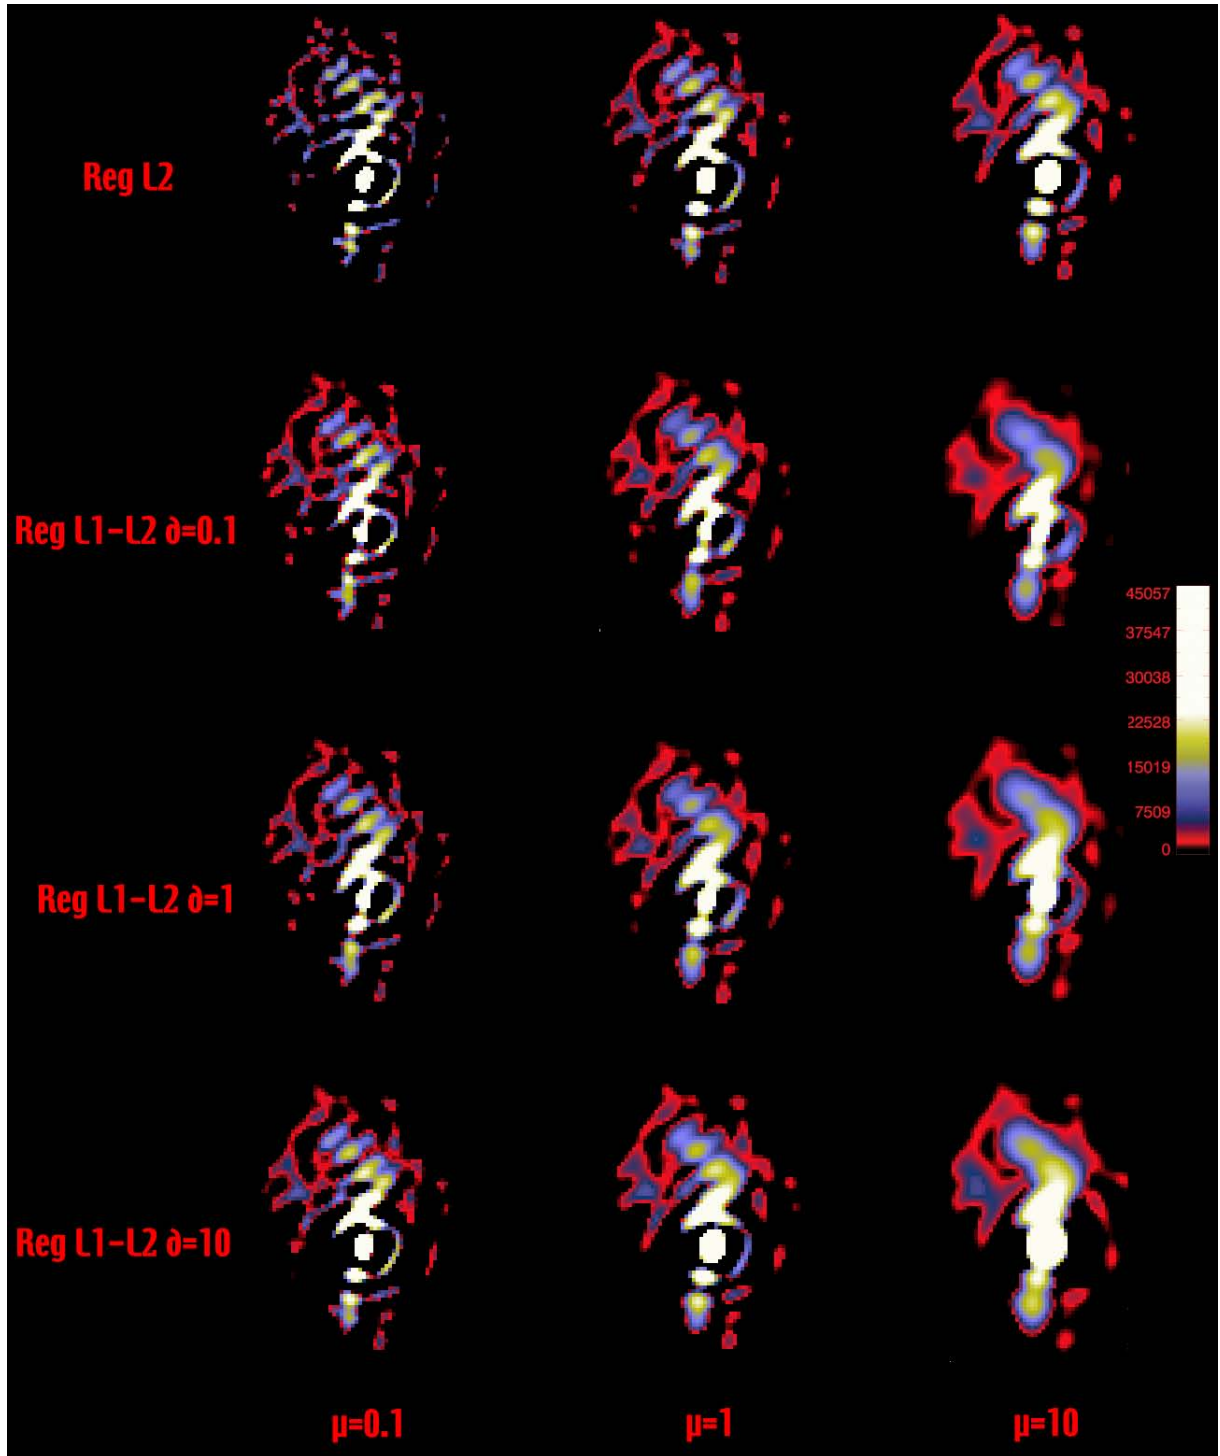 Reg L2
Reg L1-L2 ∂=0.1
45057
37547
30038
22528
15019
7509
0
Reg L1-L2 ∂=1
Reg L1-L2 ∂=10
μ=0.1 μ=1 μ=10